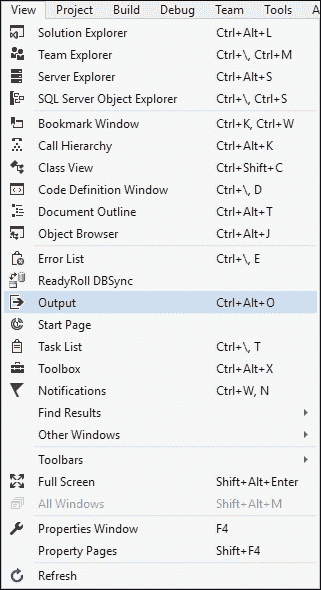 View Project Build Debug Team Tools A
Solution Explorer Ctrl+Alt+L
Team Explorer Ctrl+\, Ctrl+M
Server Explorer Ctrl+Alt+S
SQL Server Object Explorer Ctrl+\, Ctrl+S
Bookmark Window Ctrl+K, Ctrl+W
Call Hierarchy Ctrl+Alt+K
Class View Ctrl+Shift+C
Code Definition Window Ctrl+\, D
Document Outline Ctrl+Alt+T
Object Browser Ctrl+Alt+J
Error List Ctrl+\, E
ReadyRoll DBSync
Output Ctrl+Alt+O
Start Page
Task List Ctrl+\, T
Toolbox Ctrl+Alt+X
Notifications Ctrl+W, N
Find Results
Other Windows
Toolbars
Full Screen Shift+Alt+Enter
All Windows Shift+Alt+M
Properties Window F4
Property Pages Shift+F4
Refresh